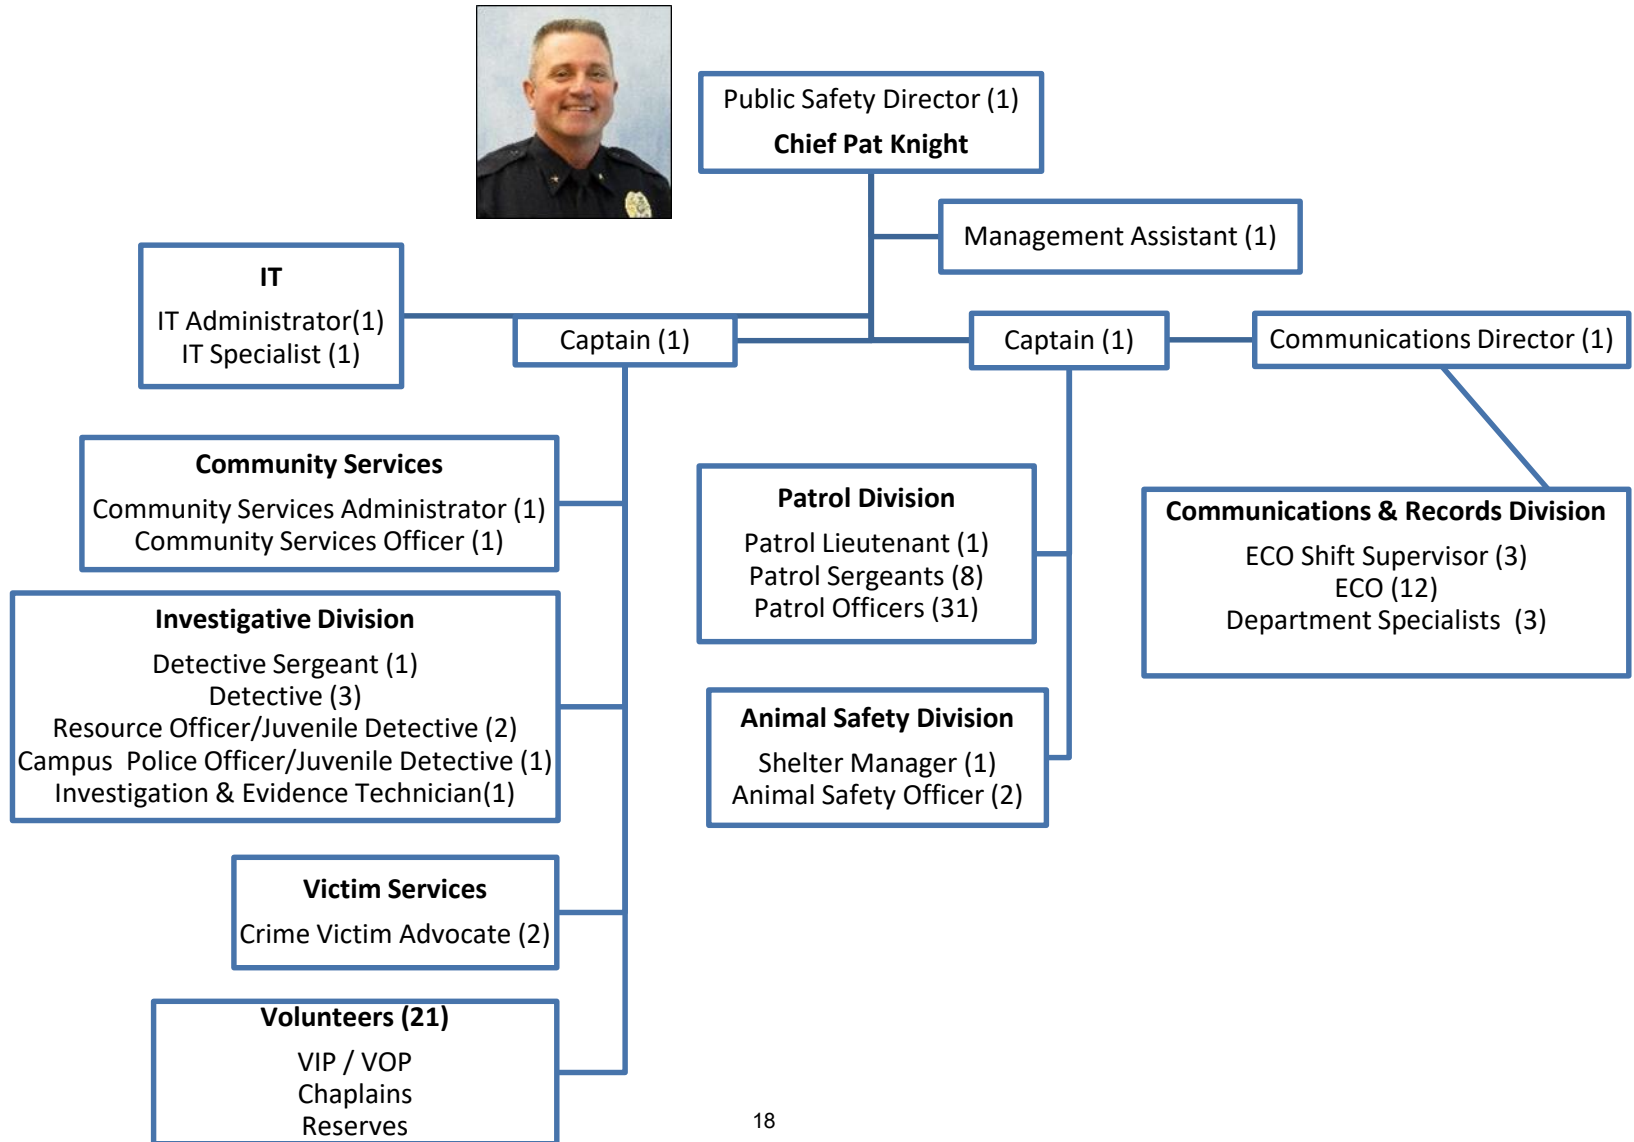 Public Safety Director (1)
Chief Pat Knight
Management Assistant (1)
IT
IT Administrator(1)
IT Specialist (1)
Captain (1)
Captain (1)
Communications Director (1)
Community Services
Community Services Administrator (1)
Community Services Officer (1)
Patrol Division
Patrol Lieutenant (1)
Patrol Sergeants (8)
Patrol Officers (31)
Communications & Records Division
ECO Shift Supervisor (3)
ECO (12)
Department Specialists  (3)
Investigative Division
Detective Sergeant (1)
Detective (3)
Resource Officer/Juvenile Detective (2)
Campus  Police Officer/Juvenile Detective (1)
Investigation & Evidence Technician(1)
Animal Safety Division
Shelter Manager (1)
Animal Safety Officer (2)
Victim Services
Crime Victim Advocate (2)
Volunteers (21)
VIP / VOP
Chaplains
Reserves
18